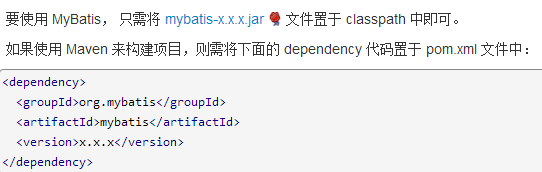 要使用 MyBatis， 只需将 mybatis-x.x.x.jar 文件置于 classpath 中即可。
如果使用 Maven 来构建项目，则需将下面的 dependency 代码置于 pom.xml 文件中：
<dependency>
  <groupId>org.mybatis</groupId>
  <artifactId>mybatis</artifactId>
  <version>x.x.x</version>
</dependency>